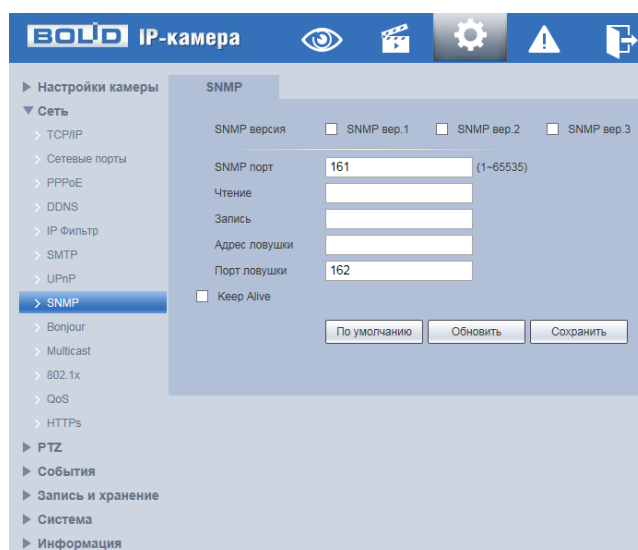 BOLID IP-камера
Настройки камеры
Сеть
TCP/IP
Сетевые порты
PPPoE
DDNS
IP Фильтр
SMTP
UPnP
SNMP
Bonjour
Multicast
802.1x
QoS
HTTPs
PTZ
События
Запись и хранение
Система
Информация
SNMP
SNMP версия SNMP вер.1 SNMP вер.2 SNMP вер.3
SNMP порт 161 (1~65535)
Чтение
Запись
Адрес ловушки
Порт ловушки 162
Keep Alive
По умолчанию Обновить Сохранить